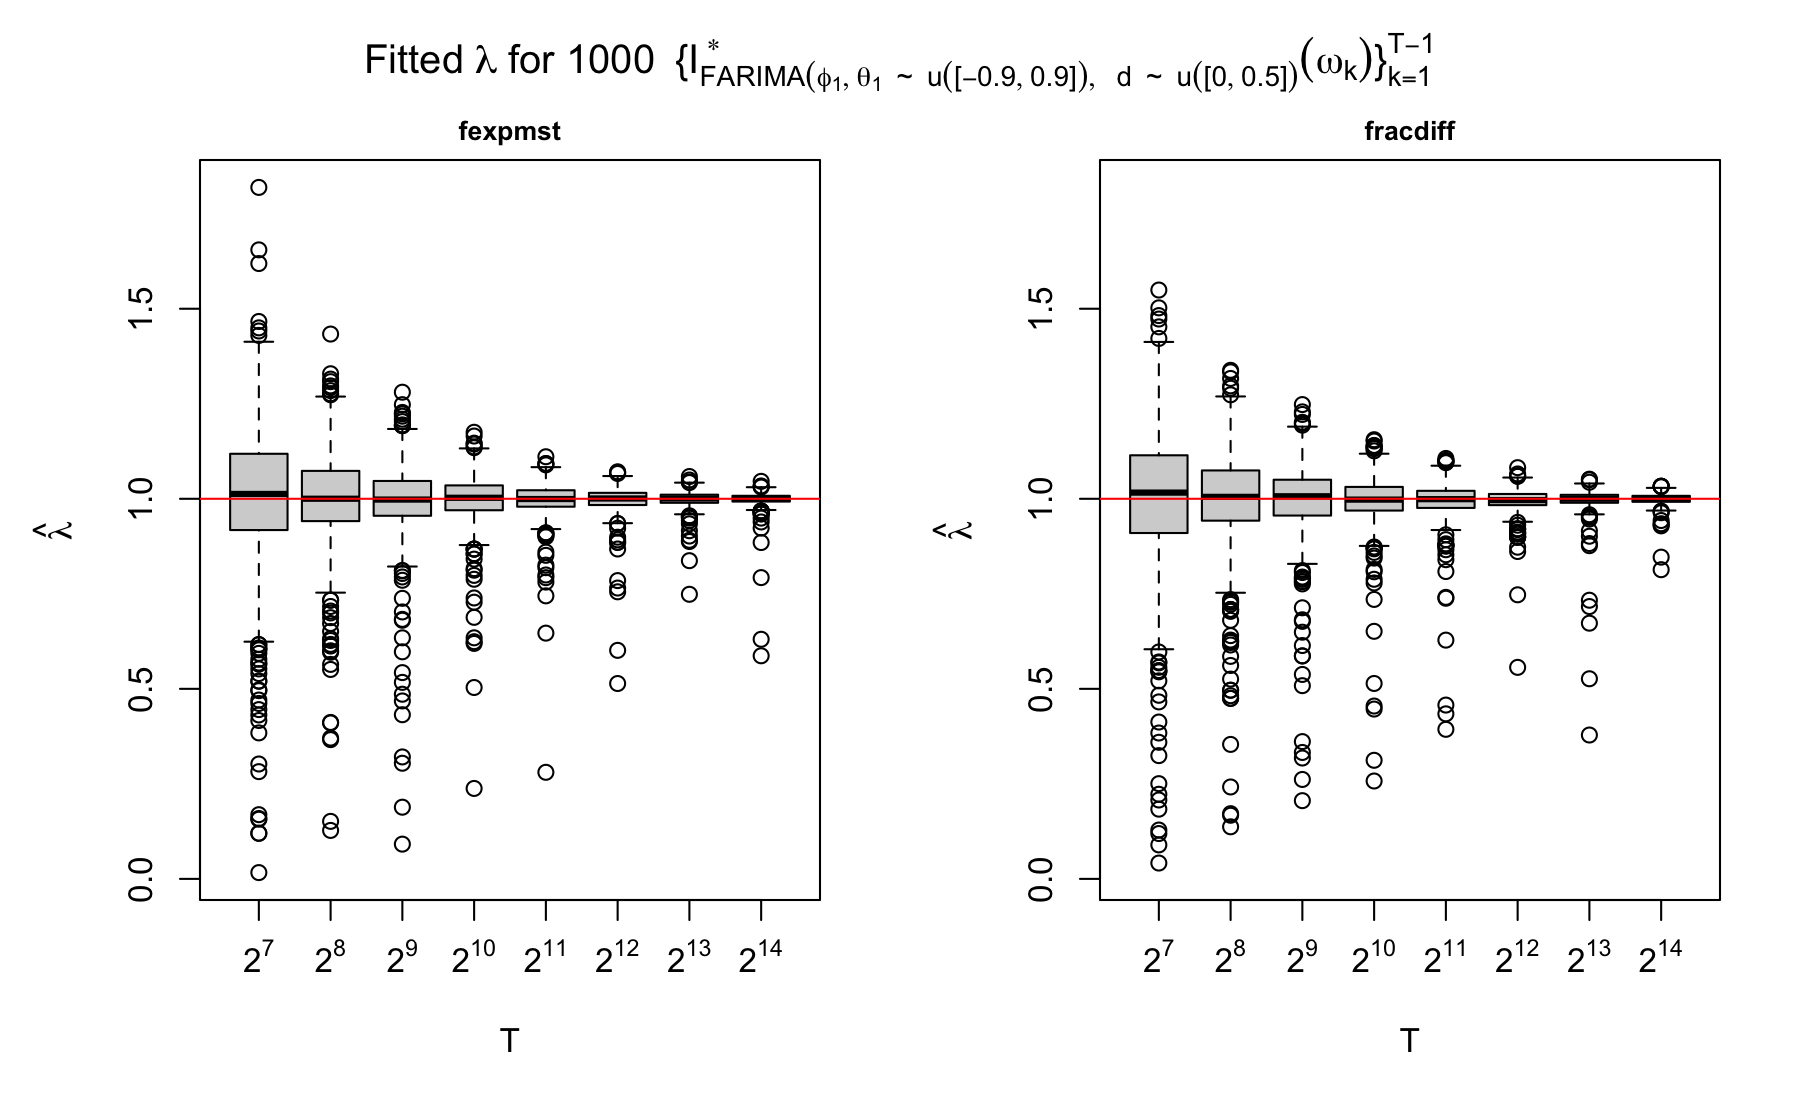 Fitted λ for 1000 {I*FARIMA(ϕ1, θ1 ~ u([−0.9, 0.9]), d ~ u([0, 0.5]))(ωk)}T−1k=1
fexpmst
fracdiff
1.5
1.0
0.5
0.0
λ̂
2^7 2^8 2^9 2^10 2^11 2^12 2^13 2^14
T
1.5
1.0
0.5
0.0
λ̂
2^7 2^8 2^9 2^10 2^11 2^12 2^13 2^14
T